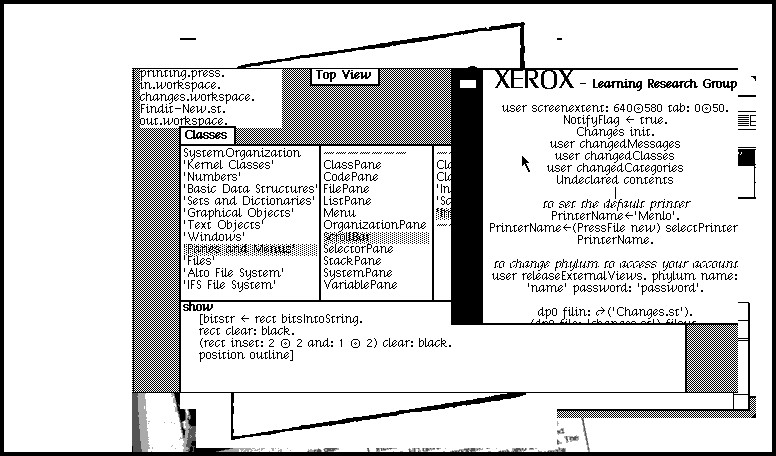 printing.press.
in.workspace.
changes.workspace.
Findit-New.st.
out.workspace.
Top View
XEROX - Learning Research Group
user screenextent: 640⊙580 tab: 0⊙50.
NotifyFlag ← true.
Changes init.
user changedMessages
user changedClasses
user changedCategories
Undeclared contents
to set the default printer
PrinterName←'Menlo'.
PrinterName←(PressFile new) selectPrinter
PrinterName.
to change phylum to access your account
user releaseExternalViews. phylum name:
'name' password: 'password'.
dp0 filin: ('Changes.st').
Classes
SystemOrganization
'Kernel Classes'
'Numbers'
'Basic Data Structures'
'Sets and Dictionaries'
'Graphical Objects'
'Text Objects'
'Windows'
'Panes and Menus'
'Files'
'Alto File System'
'IFS File System'
ClassPane
CodePane
FilePane
ListPane
Menu
OrganizationPane
ScrollBar
SelectorPane
StackPane
SystemPane
VariablePane
Cla
Cla
'In
'Sc
show
[bitstr ← rect bitsIntoString.
rect clear: black.
(rect inset: 2 ⊙ 2 and: 1 ⊙ 2) clear: black.
position outline]
The